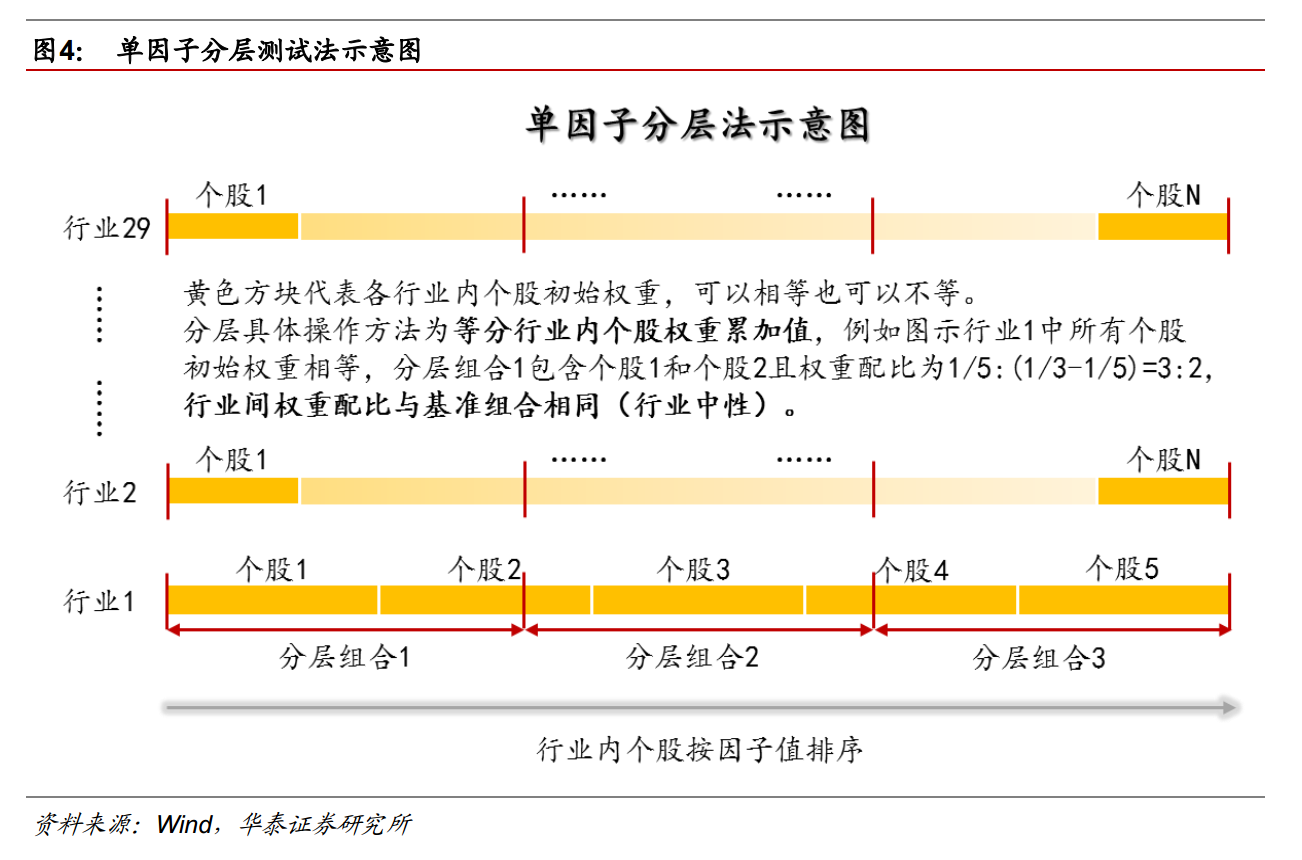 图4： 单因子分层测试法示意图
单因子分层法示意图
个股1 …… …… 个股N
行业29
黄色方块代表各行业内个股初始权重，可以相等也可以不等。
分层具体操作方法为等分行业内个股权重累加值，例如图示行业1中所有个股
初始权重相等，分层组合1包含个股1和个股2且权重配比为1/5:(1/3-1/5)=3:2，
行业间权重配比与基准组合相同（行业中性）。
……
……
个股1 …… …… 个股N
行业2
个股1 个股2 个股3 个股4 个股5
行业1
分层组合1 分层组合2 分层组合3
行业内个股按因子值排序
资料来源：Wind，华泰证券研究所